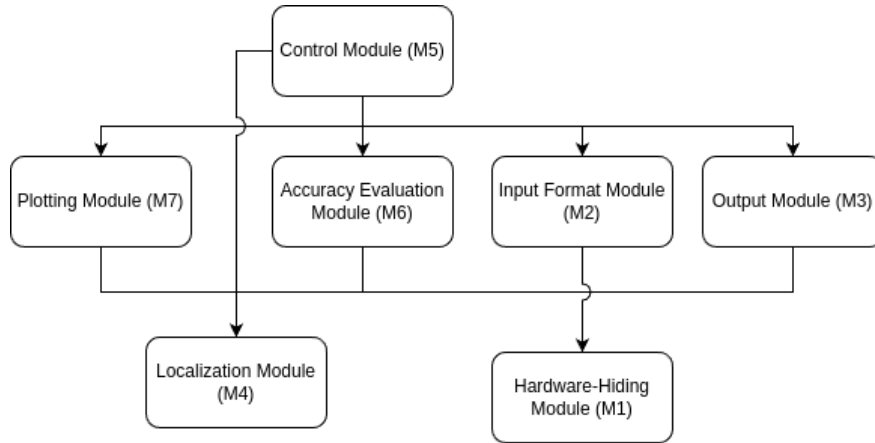 Control Module (M5)
Plotting Module (M7)
Accuracy Evaluation
Module (M6)
Input Format Module
(M2)
Output Module (M3)
Localization Module
(M4)
Hardware-Hiding
Module (M1)